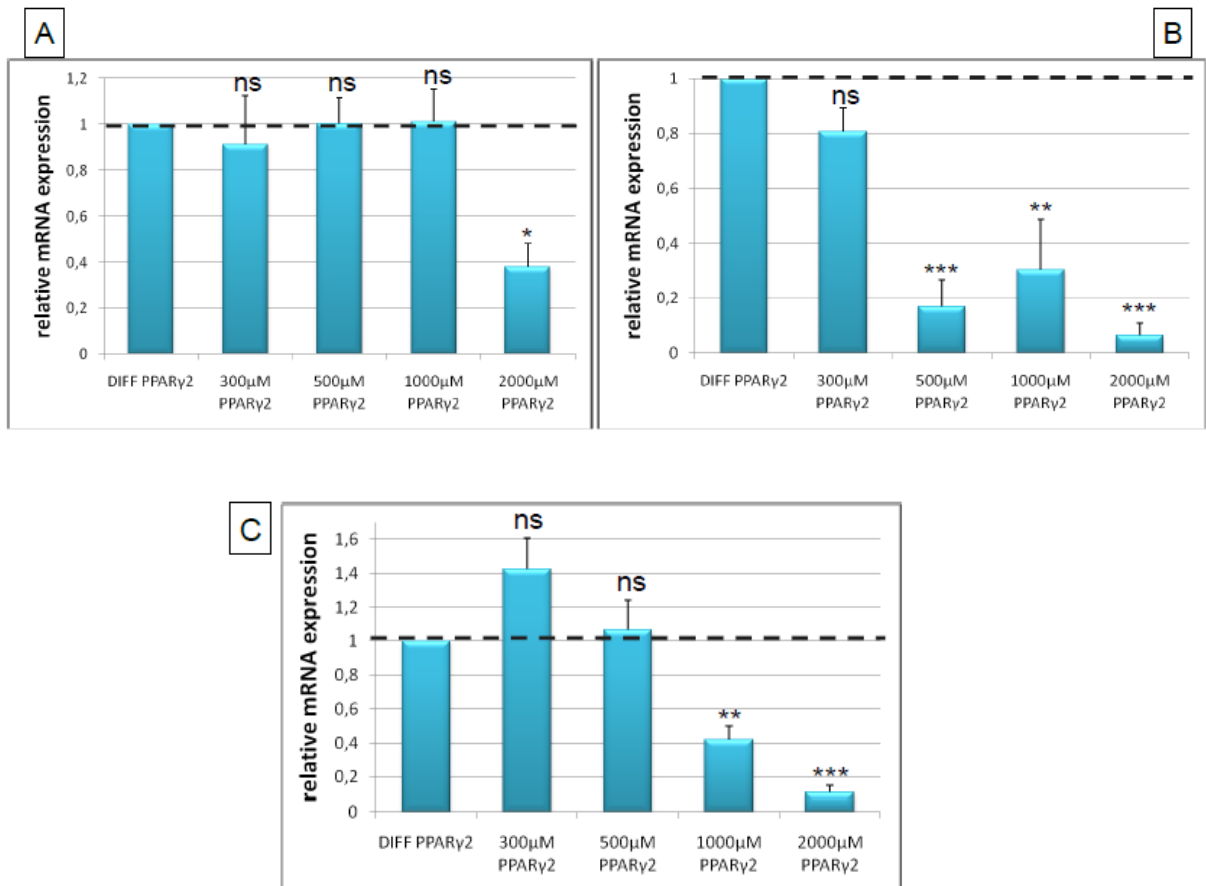 A
relative mRNA expression
1,2
1
0,8
0,6
0,4
0,2
0
ns
ns
ns
*
DIFF PPARγ2
300µM
PPARγ2
500µM
PPARγ2
1000µM
PPARγ2
2000µM
PPARγ2
B
relative mRNA expression
1
0,8
0,6
0,4
0,2
0
ns
***
**
***
DIFF PPARγ2
300µM
PPARγ2
500µM
PPARγ2
1000µM
PPARγ2
2000µM
PPARγ2
C
relative mRNA expression
1,6
1,4
1,2
1
0,8
0,6
0,4
0,2
0
ns
ns
**
***
DIFF PPARγ2
300µM
PPARγ2
500µM
PPARγ2
1000µM
PPARγ2
2000µM
PPARγ2